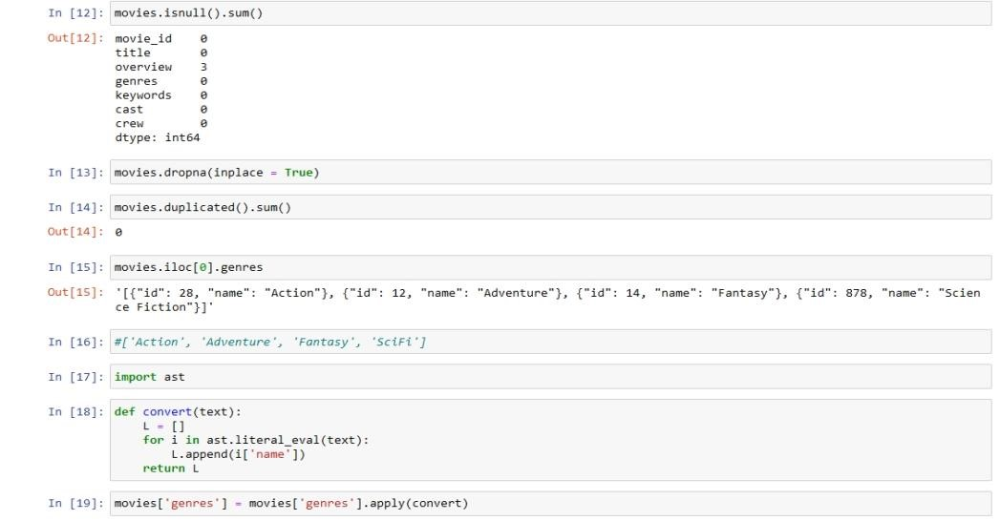 In [12]: movies.isnull().sum()
Out[12]: movie_id    0
title       0
overview    3
genres      0
keywords    0
cast        0
crew        0
dtype: int64
In [13]: movies.dropna(inplace = True)
In [14]: movies.duplicated().sum()
Out[14]: 0
In [15]: movies.iloc[0].genres
Out[15]: '[{"id": 28, "name": "Action"}, {"id": 12, "name": "Adventure"}, {"id": 14, "name": "Fantasy"}, {"id": 878, "name": "Scien
ce Fiction"}]'
In [16]: #['Action', 'Adventure', 'Fantasy', 'SciFi']
In [17]: import ast
In [18]: def convert(text):
    L = []
    for i in ast.literal_eval(text):
        L.append(i['name'])
    return L
In [19]: movies['genres'] = movies['genres'].apply(convert)